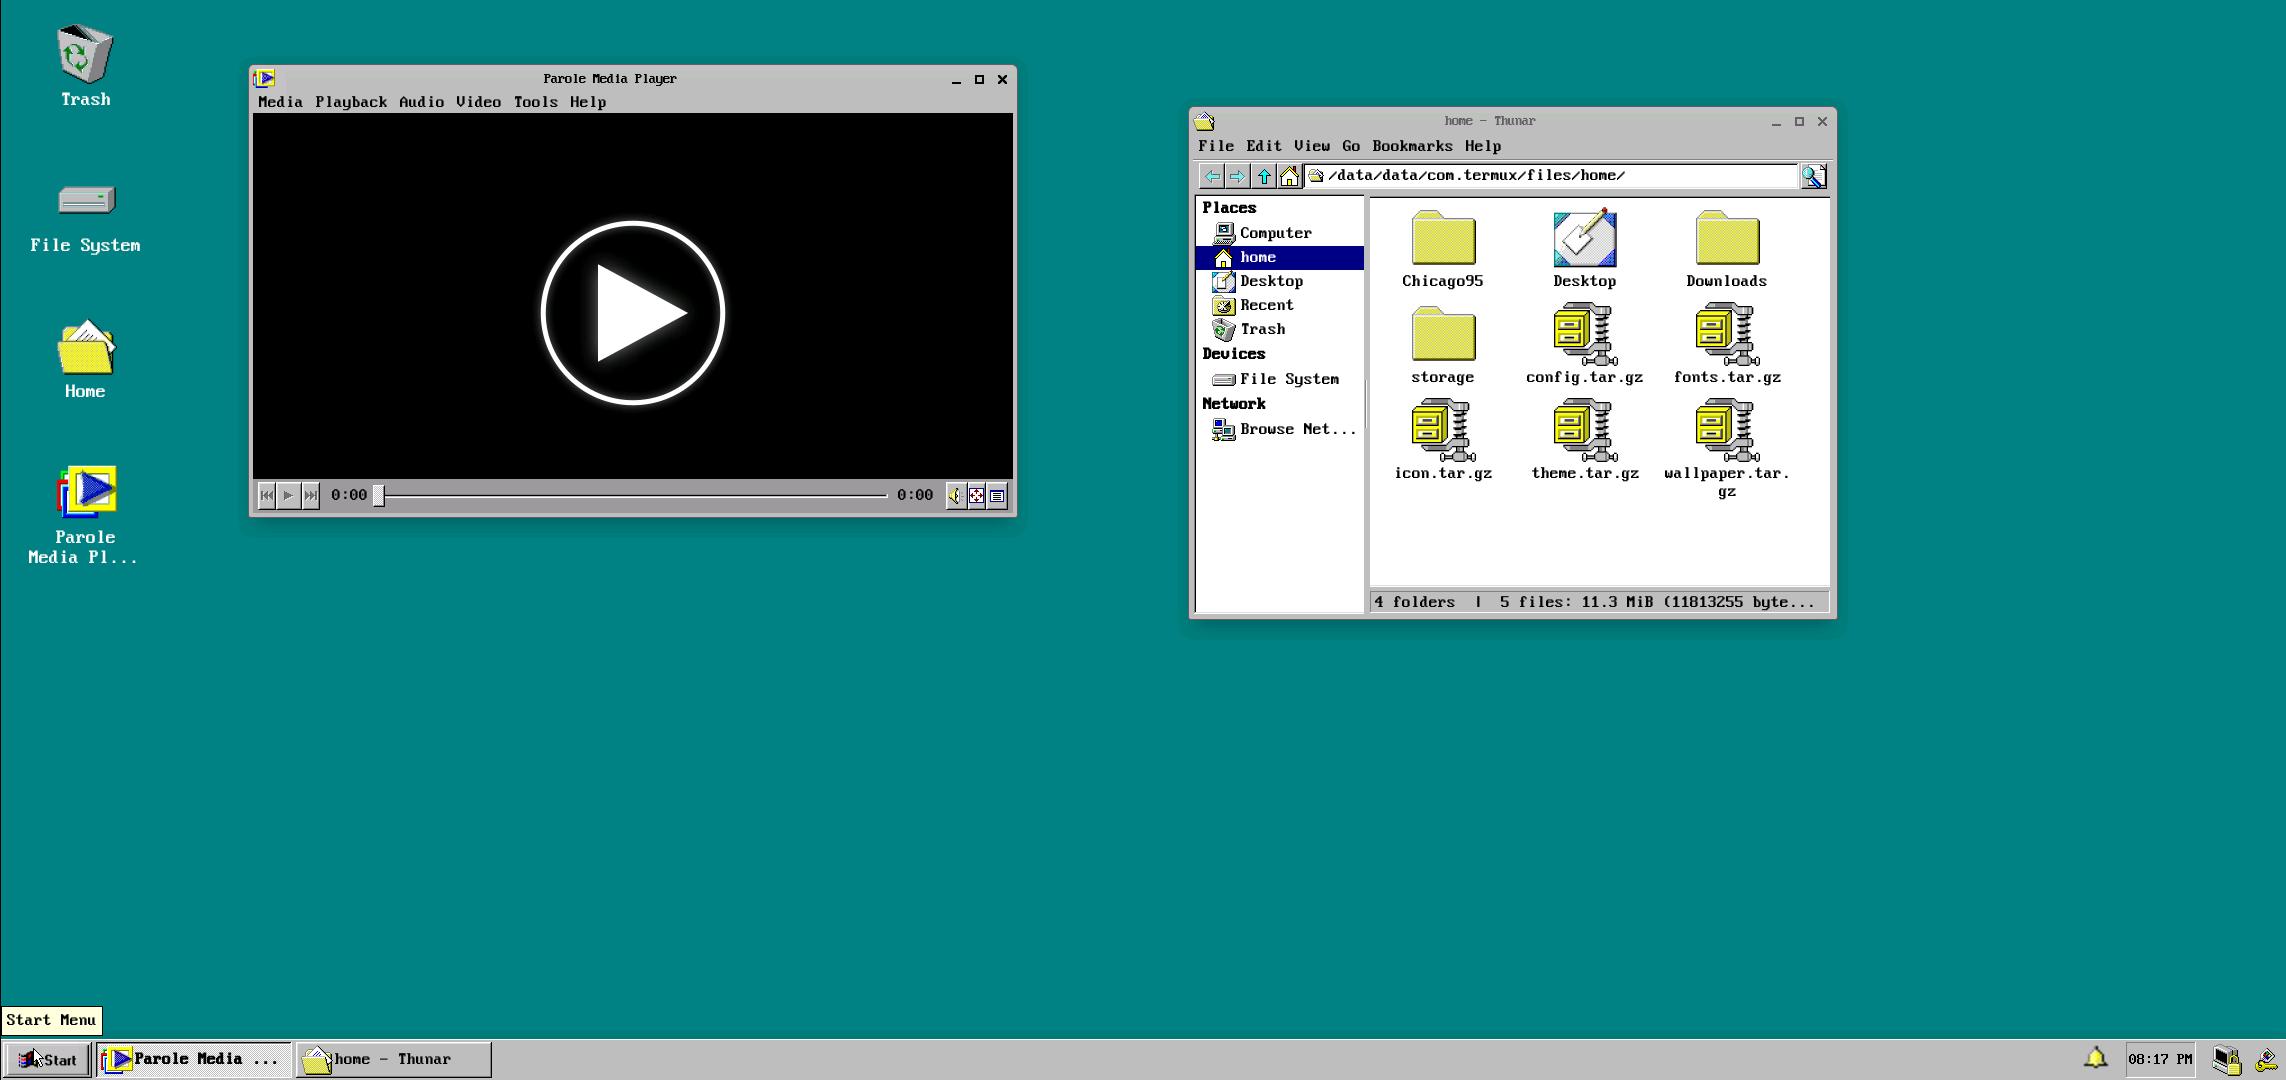 Trash
File System
Home
Parole
Media Pl...
Parole Media Player
Media Playback Audio Video Tools Help
0:00
0:00
home - Thunar
File Edit View Go Bookmarks Help
/data/data/com.termux/files/home/
Places
Computer
home
Desktop
Recent
Trash
Devices
File System
Network
Browse Net...
Chicago95
Desktop
Downloads
storage
config.tar.gz
fonts.tar.gz
icon.tar.gz
theme.tar.gz
wallpaper.tar.
gz
4 folders | 5 files: 11.3 MiB (11813255 byte...
Start Menu
Start
Parole Media ...
home - Thunar
08:17 PM